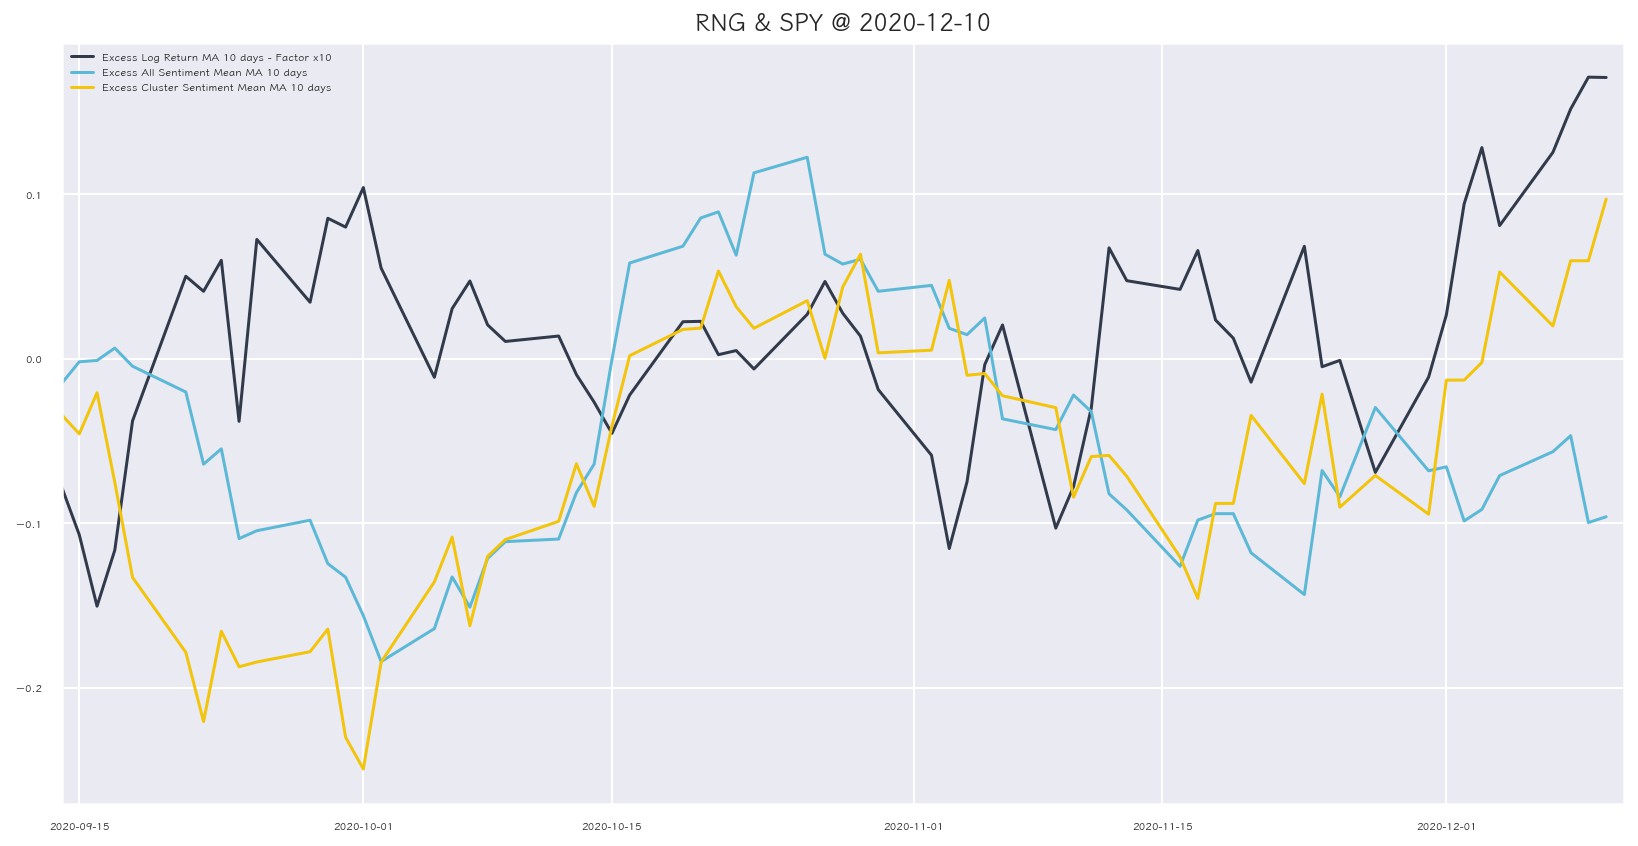 RNG & SPY @ 2020-12-10
Excess Log Return MA 10 days - Factor x10
Excess All Sentiment Mean MA 10 days
Excess Cluster Sentiment Mean MA 10 days
0.1
0.0
−0.1
−0.2
2020-09-15 2020-10-01 2020-10-15 2020-11-01 2020-11-15 2020-12-01